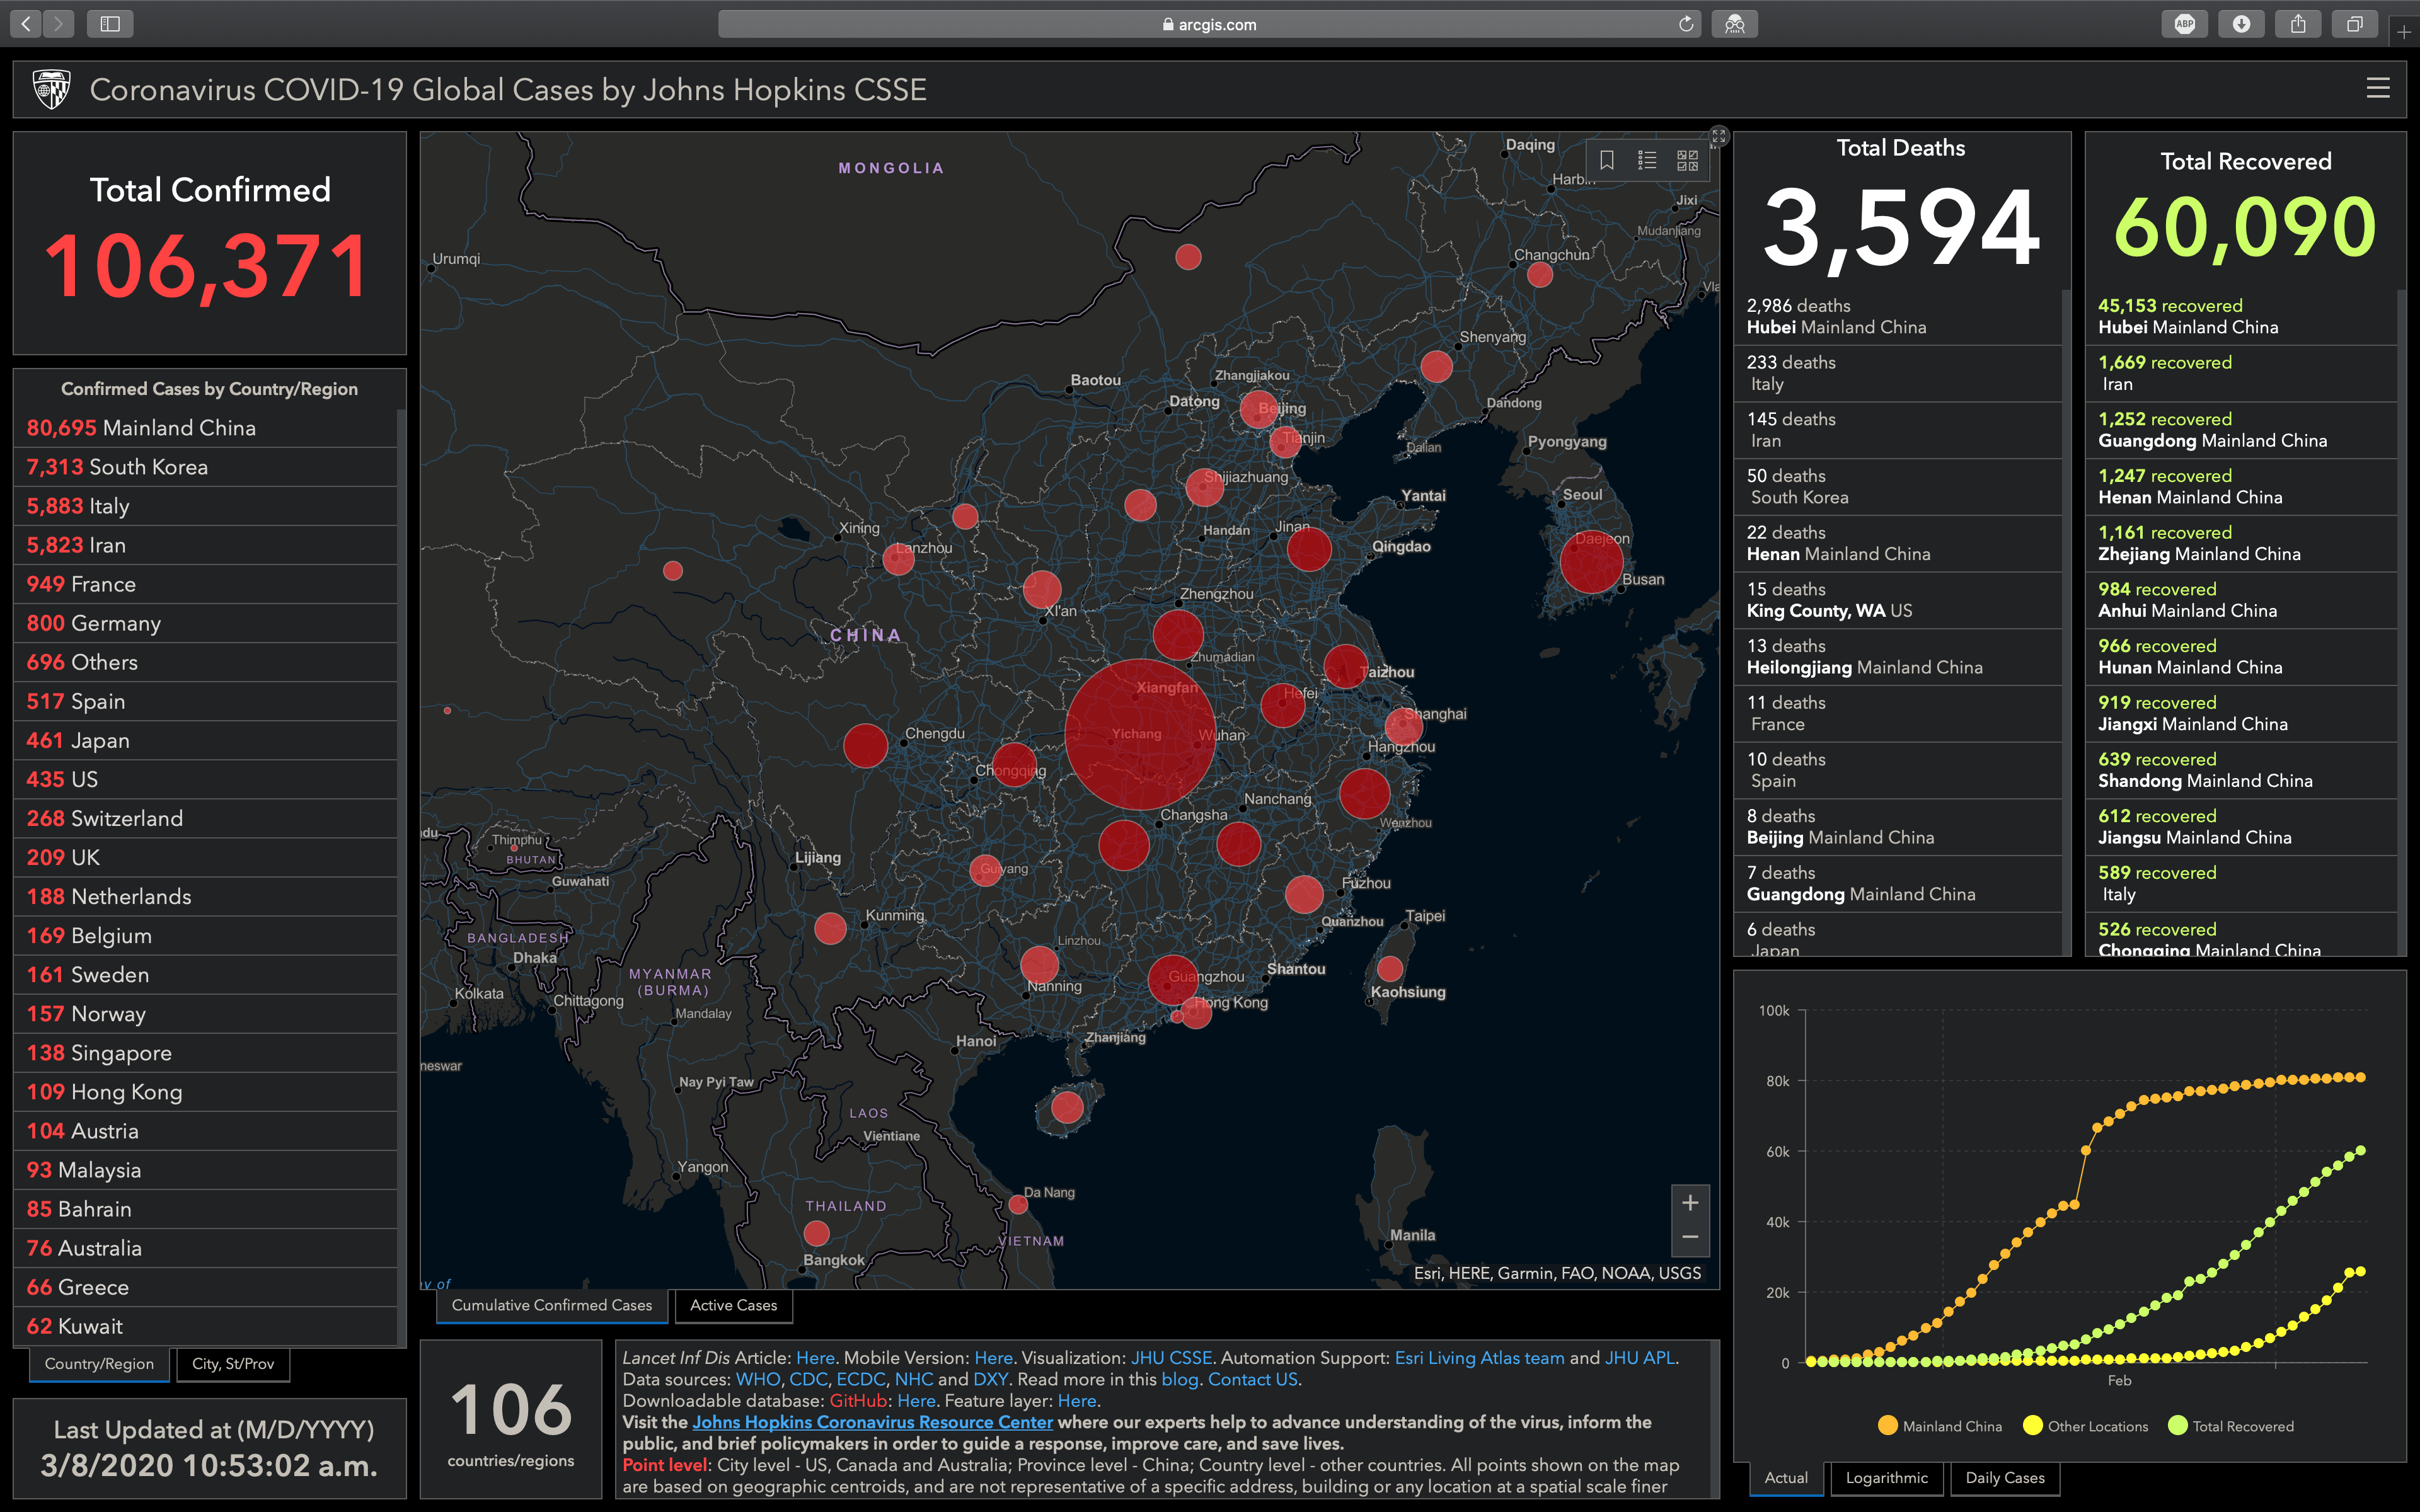 arcgis.com
ABP
Coronavirus COVID-19 Global Cases by Johns Hopkins CSSE
Total Confirmed
106,371
Confirmed Cases by Country/Region
80,695 Mainland China
7,313 South Korea
5,883 Italy
5,823 Iran
949 France
800 Germany
696 Others
517 Spain
461 Japan
435 US
268 Switzerland
209 UK
188 Netherlands
169 Belgium
161 Sweden
157 Norway
138 Singapore
109 Hong Kong
104 Austria
93 Malaysia
85 Bahrain
76 Australia
66 Greece
62 Kuwait
Country/Region
City, St/Prov
Last Updated at (M/D/YYYY)
3/8/2020 10:53:02 a.m.
MONGOLIA
Daqing
Harbin
Jixi
Mudanjiang
Urumqi
Changchun
Vla
Shenyang
Baotou
Zhangjiakou
Datong
Beijing
Dandong
Tianjin
Dalian
Pyongyang
Shijiazhuang
Yantai
Seoul
Xining
Handan
Jinan
Lanzhou
Qingdao
Daejeon
Busan
Zhengzhou
Xi'an
CHINA
Zhumadian
Taizhou
Xiangfan
Hefei
Shanghai
Chengdu
Yichang
Wuhan
Hangzhou
Chongqing
Nanchang
Changsha
Wenzhou
du
Thimphu
BHUTAN
Lijiang
Guiyang
Guwahati
Fuzhou
Kunming
Quanzhou
Taipei
BANGLADESH
Linzhou
Dhaka
MYANMAR
(BURMA)
Guangzhou
Shantou
Kolkata
Chittagong
Nanning
Kaohsiung
Hong Kong
Mandalay
Hanoi
Zhanjiang
neswar
Nay Pyi Taw
LAOS
Vientiane
Yangon
Da Nang
THAILAND
VIETNAM
Manila
Bangkok
y of
+
−
Esri, HERE, Garmin, FAO, NOAA, USGS
Cumulative Confirmed Cases
Active Cases
106
countries/regions
Lancet Inf Dis Article: Here. Mobile Version: Here. Visualization: JHU CSSE. Automation Support: Esri Living Atlas team and JHU APL.
Data sources: WHO, CDC, ECDC, NHC and DXY. Read more in this blog. Contact US.
Downloadable database: GitHub: Here. Feature layer: Here.
Visit the Johns Hopkins Coronavirus Resource Center where our experts help to advance understanding of the virus, inform the
public, and brief policymakers in order to guide a response, improve care, and save lives.
Point level: City level - US, Canada and Australia; Province level - China; Country level - other countries. All points shown on the map
are based on geographic centroids, and are not representative of a specific address, building or any location at a spatial scale finer
Total Deaths
3,594
2,986 deaths
Hubei Mainland China
233 deaths
Italy
145 deaths
Iran
50 deaths
South Korea
22 deaths
Henan Mainland China
15 deaths
King County, WA US
13 deaths
Heilongjiang Mainland China
11 deaths
France
10 deaths
Spain
8 deaths
Beijing Mainland China
7 deaths
Guangdong Mainland China
6 deaths
Japan
Total Recovered
60,090
45,153 recovered
Hubei Mainland China
1,669 recovered
Iran
1,252 recovered
Guangdong Mainland China
1,247 recovered
Henan Mainland China
1,161 recovered
Zhejiang Mainland China
984 recovered
Anhui Mainland China
966 recovered
Hunan Mainland China
919 recovered
Jiangxi Mainland China
639 recovered
Shandong Mainland China
612 recovered
Jiangsu Mainland China
589 recovered
Italy
526 recovered
Chongqing Mainland China
100k
80k
60k
40k
20k
0
Feb
Mainland China
Other Locations
Total Recovered
Actual
Logarithmic
Daily Cases